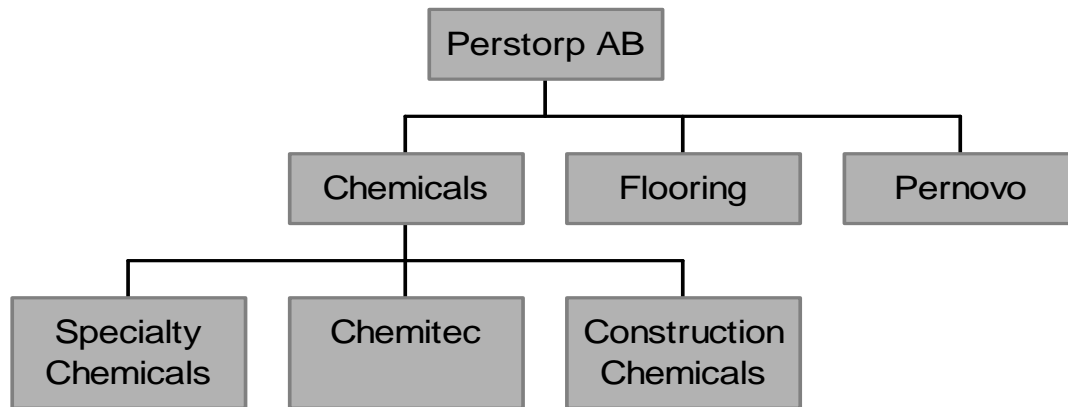 Perstorp AB
Chemicals
Flooring
Pernovo
Specialty
Chemicals
Chemitec
Construction
Chemicals